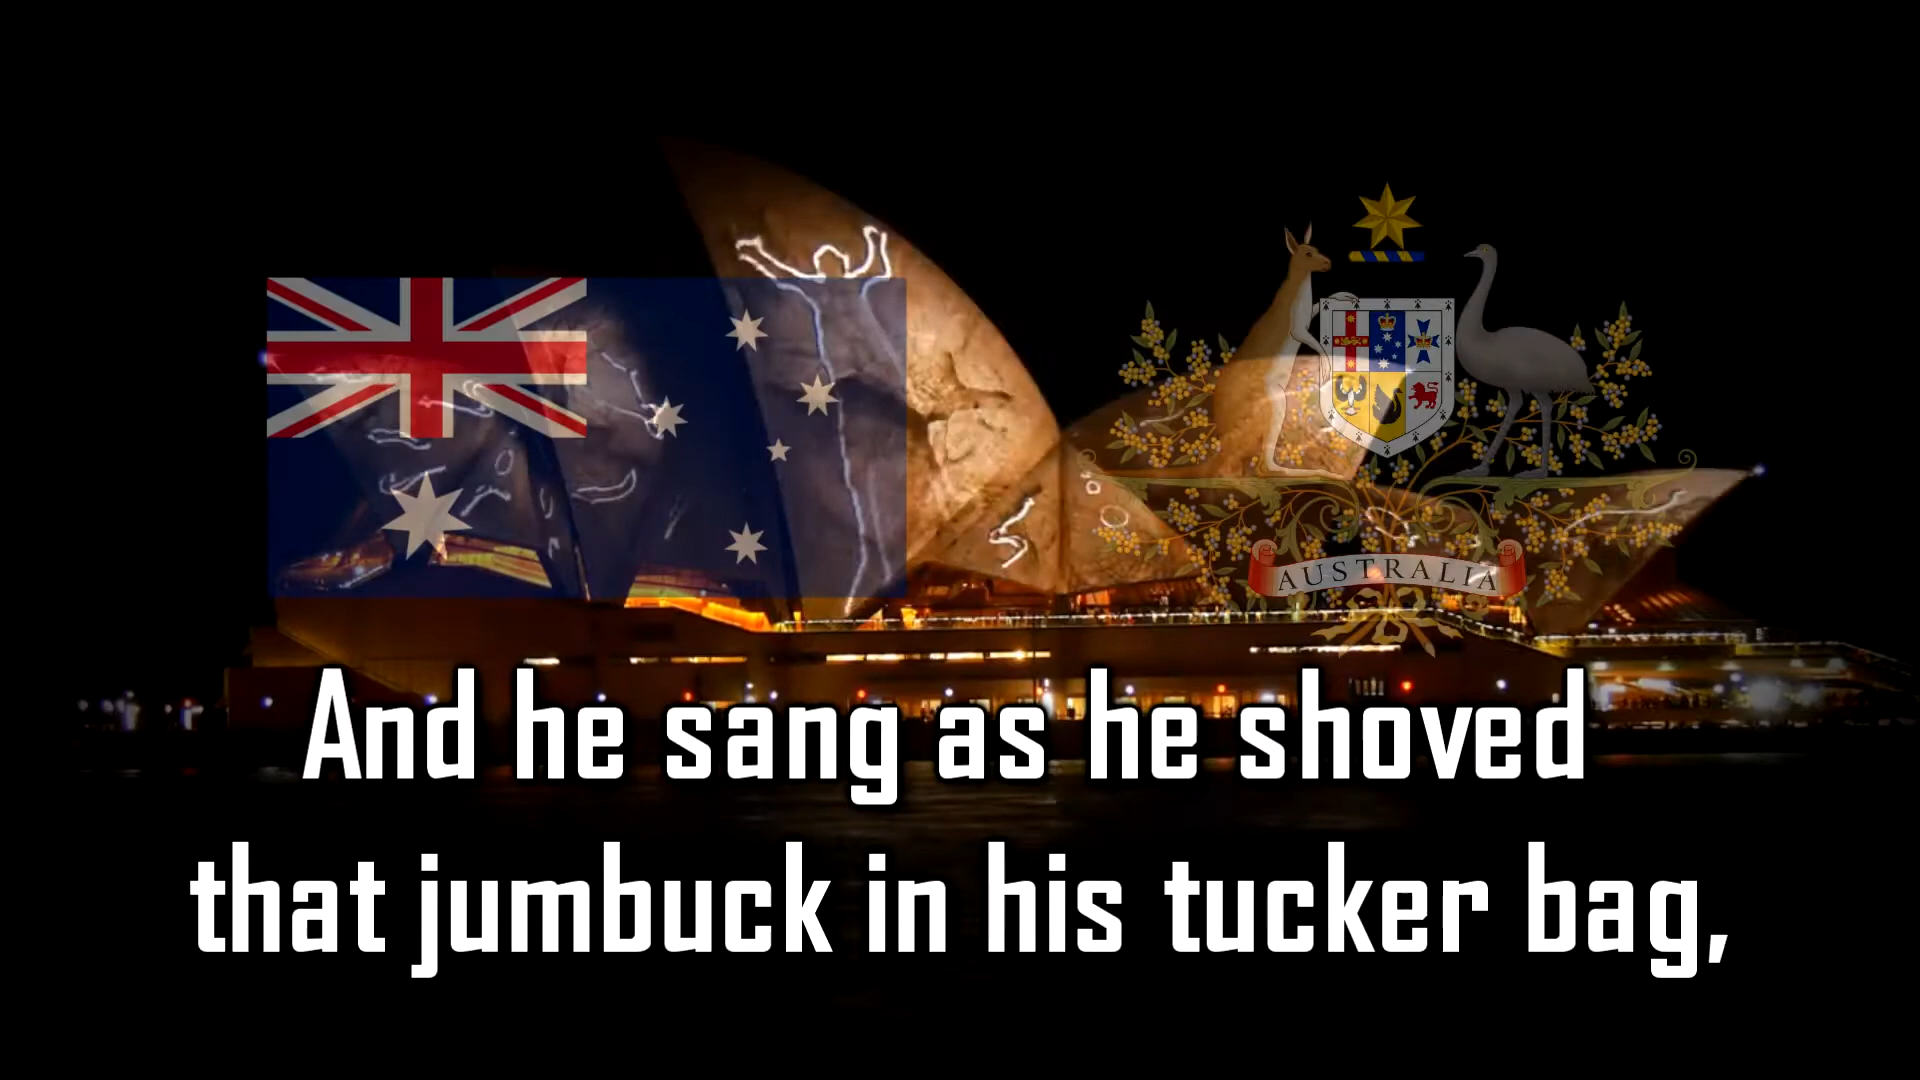 AUSTRALIA
And he sang as he shoved
that jumbuck in his tucker bag,